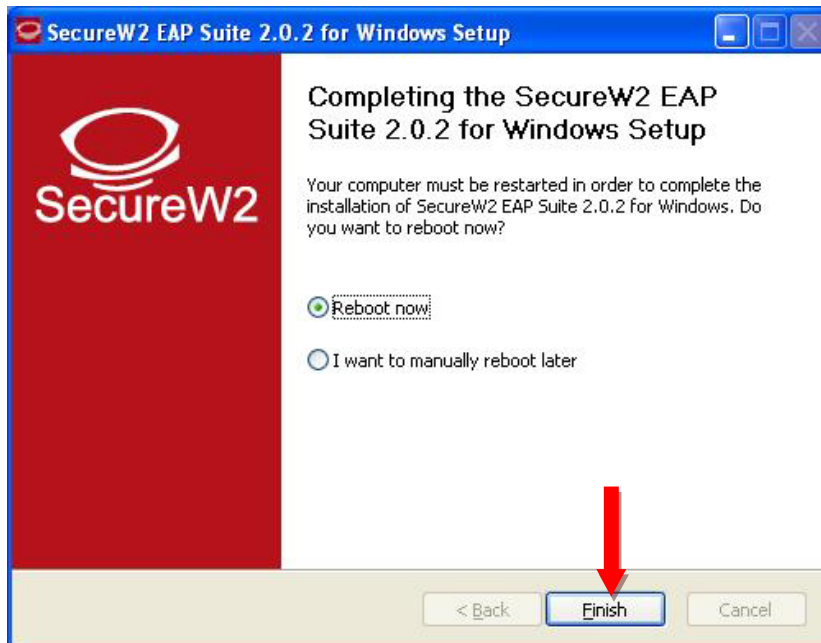 SecureW2 EAP Suite 2.0.2 for Windows Setup
SecureW2
Completing the SecureW2 EAP
Suite 2.0.2 for Windows Setup
Your computer must be restarted in order to complete the
installation of SecureW2 EAP Suite 2.0.2 for Windows. Do
you want to reboot now?
Reboot now
I want to manually reboot later
< Back
Finish
Cancel